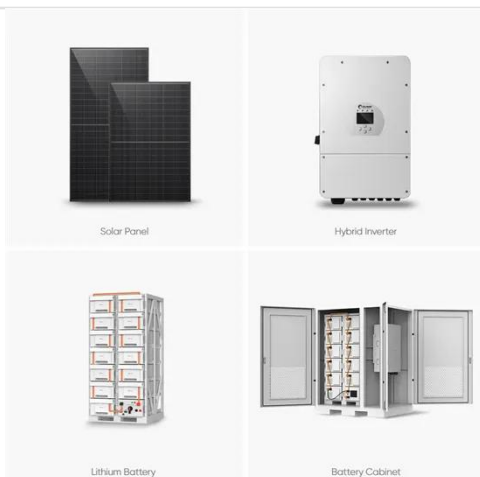 Solar Panel
Hybrid Inverter
Lithium Battery
Battery Cabinet